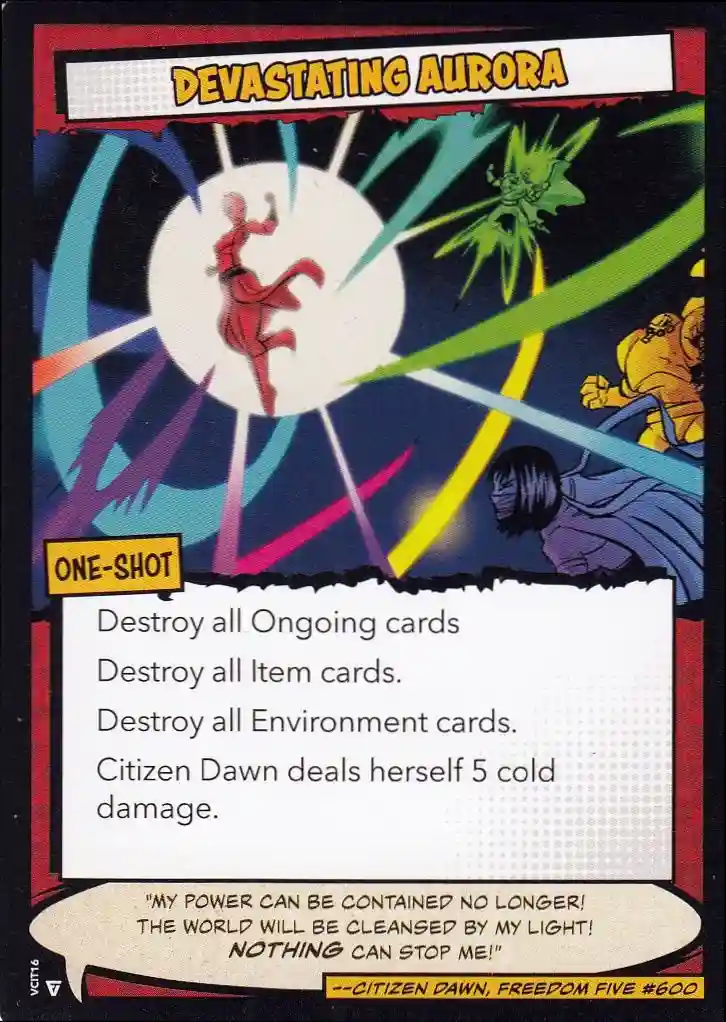 DEVASTATING AURORA
ONE-SHOT
Destroy all Ongoing cards
Destroy all Item cards.
Destroy all Environment cards.
Citizen Dawn deals herself 5 cold
damage.
"MY POWER CAN BE CONTAINED NO LONGER!
THE WORLD WILL BE CLEANSED BY MY LIGHT!
NOTHING CAN STOP ME!"
--CITIZEN DAWN, FREEDOM FIVE #600
VCIT16